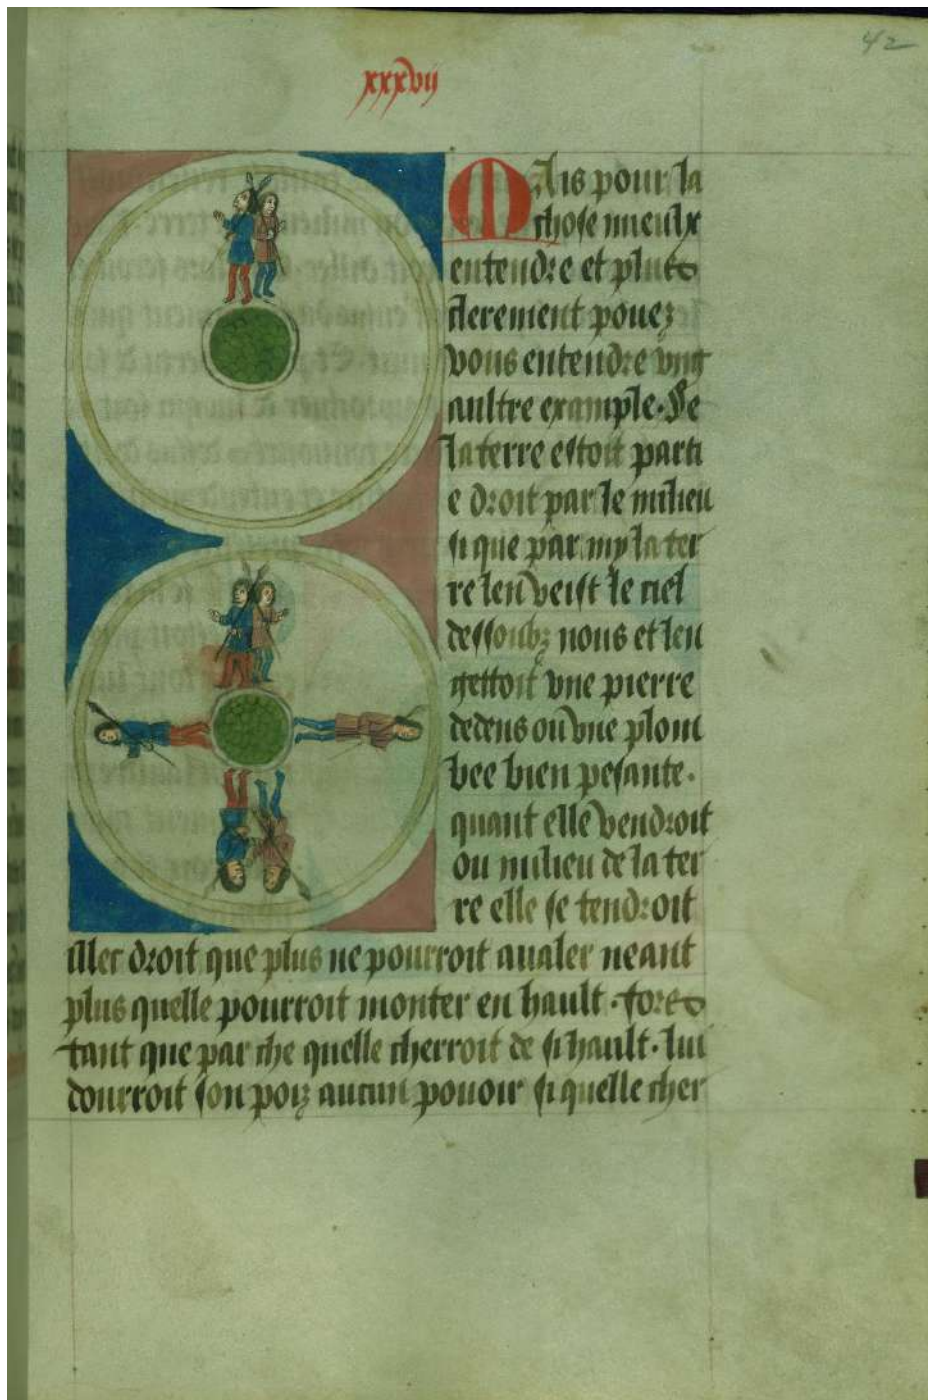 42
xxxvii
Mais pour la
chose mieulx
entendre et plus
clerement pouez
vous entendre ung
aultre example. Se
la terre estoit parti
e droit par le milieu
si que par my la ter
re len veist le ciel
dessoubz nous et len
gettoit vne pierre
dedens ou vne plom
bee bien pesante.
quant elle vendroit
ou milieu de la ter
re elle se tendroit
illec droit que plus ne pourroit aualer neant
plus quelle pourroit monter en hault. fors
tant que par che quelle cherroit de si hault. lui
donrroit son poiz aucun pouoir si quelle cher